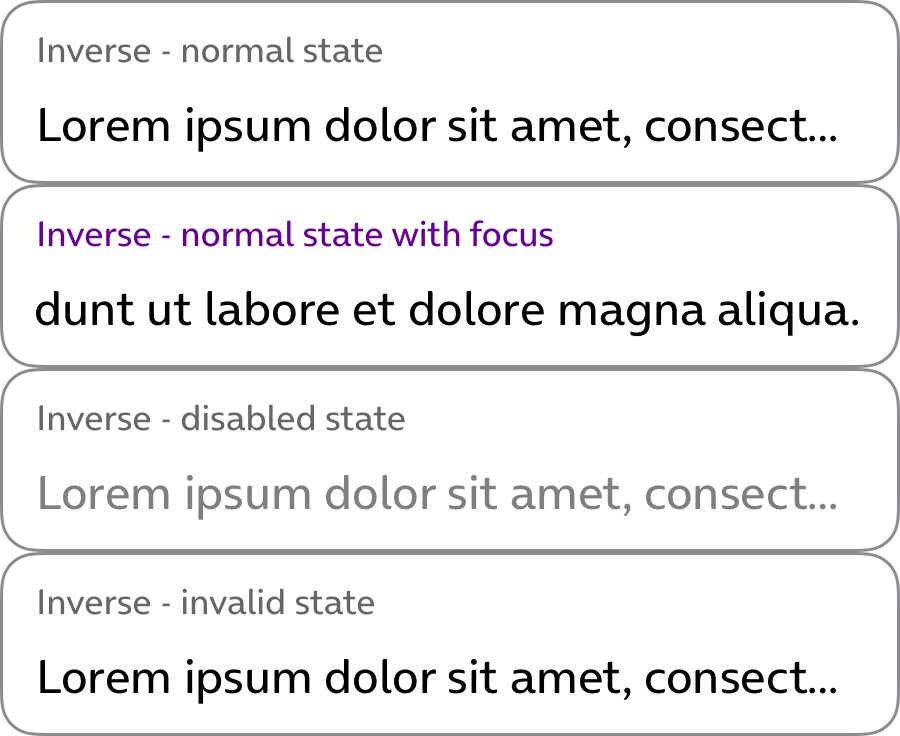 Inverse - normal state
Lorem ipsum dolor sit amet, consect...
Inverse - normal state with focus
dunt ut labore et dolore magna aliqua.
Inverse - disabled state
Lorem ipsum dolor sit amet, consect...
Inverse - invalid state
Lorem ipsum dolor sit amet, consect...